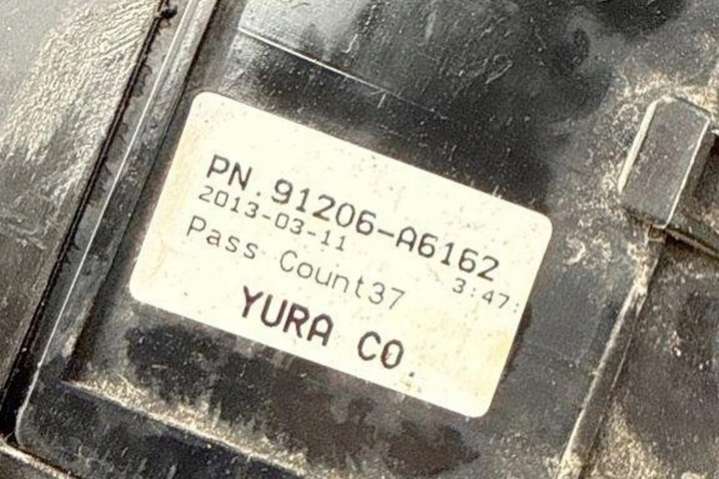 PN.91206-A6162
2013-03-11 3:47:
Pass Count37
YURA CO.